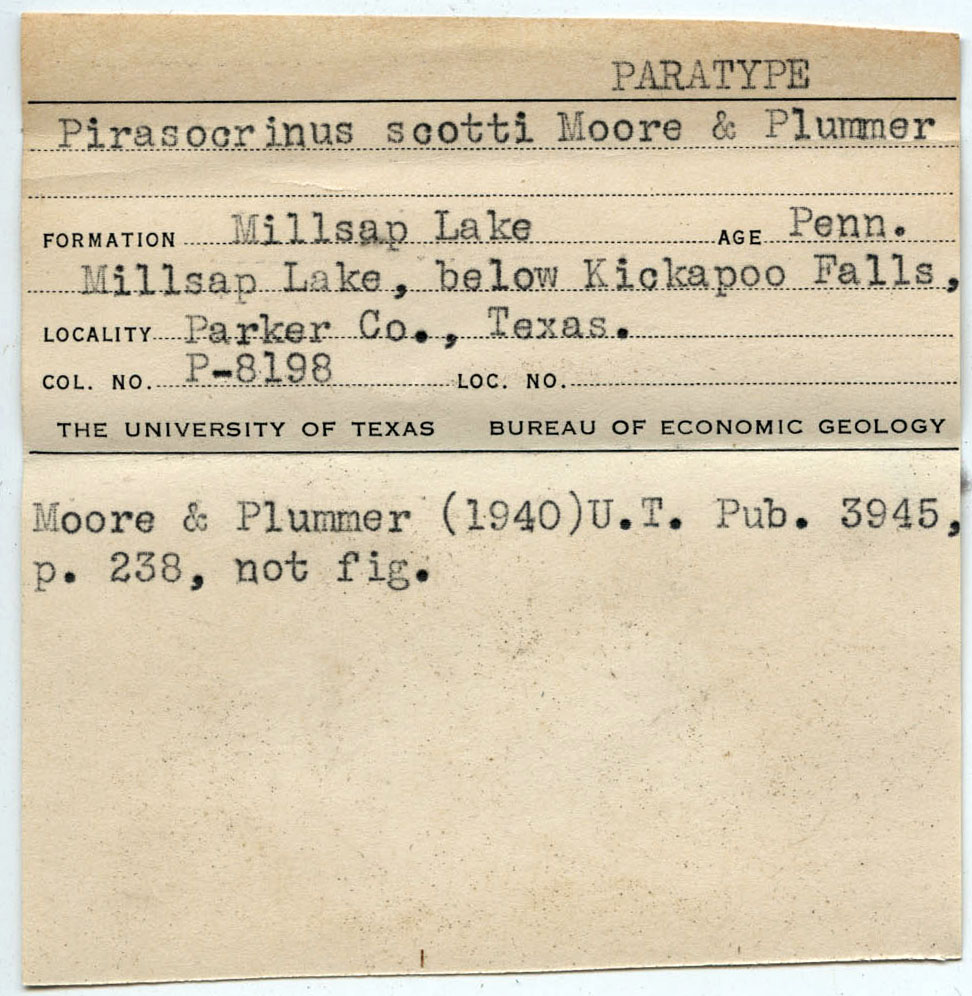 PARATYPE
Pirasocrinus scotti Moore & Plummer
FORMATION Millsap Lake AGE Penn.
Millsap Lake, below Kickapoo Falls,
LOCALITY Parker Co., Texas.
COL. NO. P-8198 LOC. NO.
THE UNIVERSITY OF TEXAS BUREAU OF ECONOMIC GEOLOGY
Moore & Plummer (1940)U.T. Pub. 3945,
p. 238, not fig.